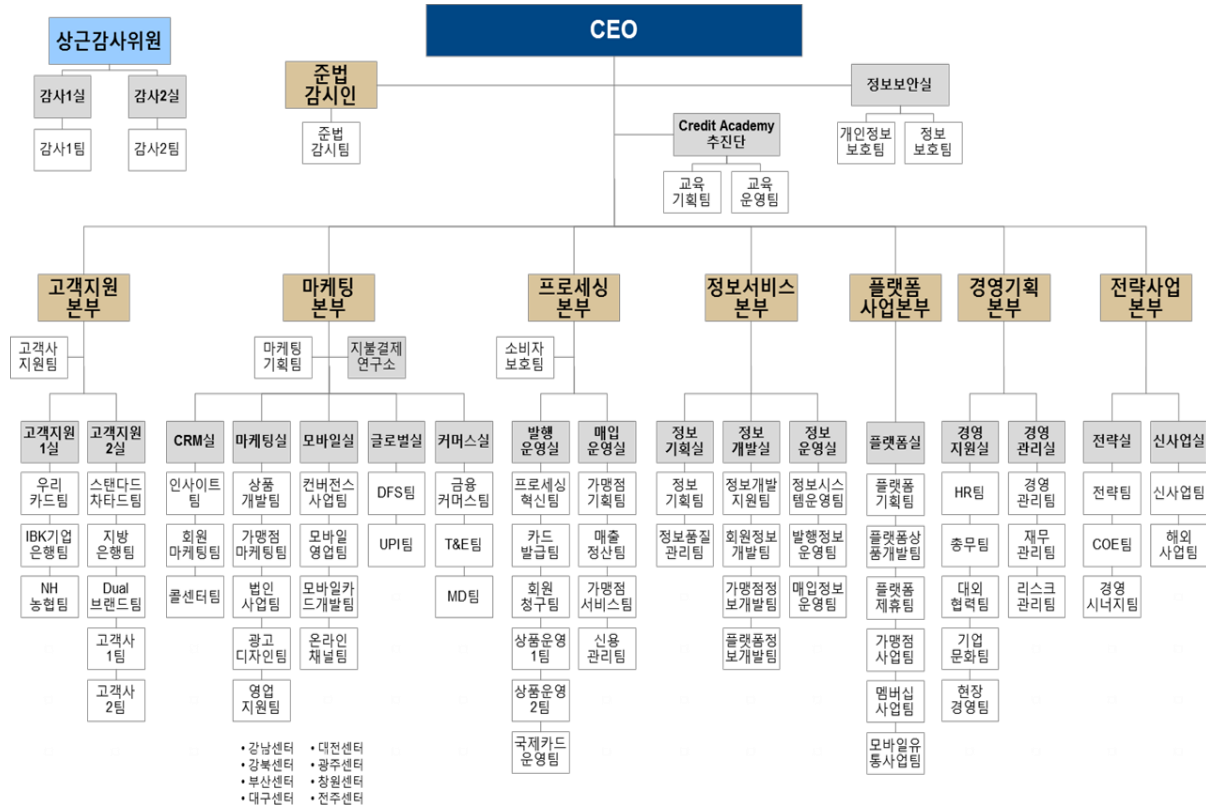 CEO
상근감사위원
감사1실
감사2실
감사1팀
감사2팀
준법
감시인
준법
감시팀
정보보안실
개인정보
보호팀
정보
보호팀
Credit Academy
추진단
교육
기획팀
교육
운영팀
고객지원
본부
마케팅
본부
프로세싱
본부
정보서비스
본부
플랫폼
사업본부
경영기획
본부
전략사업
본부
고객사
지원팀
마케팅
기획팀
지불결제
연구소
소비자
보호팀
고객지원
1실
우리
카드팀
IBK기업
은행팀
NH
농협팀
고객지원
2실
스탠다드
차타드팀
지방
은행팀
Dual
브랜드팀
고객사
1팀
고객사
2팀
CRM실
인사이트
팀
회원
마케팅팀
콜센터팀
마케팅실
상품
개발팀
가맹점
마케팅팀
법인
사업팀
광고
디자인팀
영업
지원팀
• 강남센터
• 강북센터
• 부산센터
• 대구센터
• 대전센터
• 광주센터
• 창원센터
• 전주센터
모바일실
컨버전스
사업팀
모바일
영업팀
모바일카
드개발팀
온라인
채널팀
글로벌실
DFS팀
UPI팀
커머스실
금융
커머스팀
T&E팀
MD팀
발행
운영실
프로세싱
혁신팀
카드
발급팀
회원
청구팀
상품운영
1팀
상품운영
2팀
국제카드
운영팀
매입
운영실
가맹점
기획팀
매출
정산팀
가맹점
서비스팀
신용
관리팀
정보
기획실
정보
기획팀
정보품질
관리팀
정보
개발실
정보개발
지원팀
회원정보
개발팀
가맹점정
보개발팀
플랫폼정
보개발팀
정보
운영실
정보시스
템운영팀
발행정보
운영팀
매입정보
운영팀
플랫폼실
플랫폼
기획팀
플랫폼상
품개발팀
플랫폼
제휴팀
가맹점
사업팀
멤버십
사업팀
모바일유
통사업팀
경영
지원실
HR팀
총무팀
대외
협력팀
기업
문화팀
현장
경영팀
경영
관리실
경영
관리팀
재무
관리팀
리스크
관리팀
전략실
전략팀
COE팀
경영
시너지팀
신사업실
신사업팀
해외
사업팀